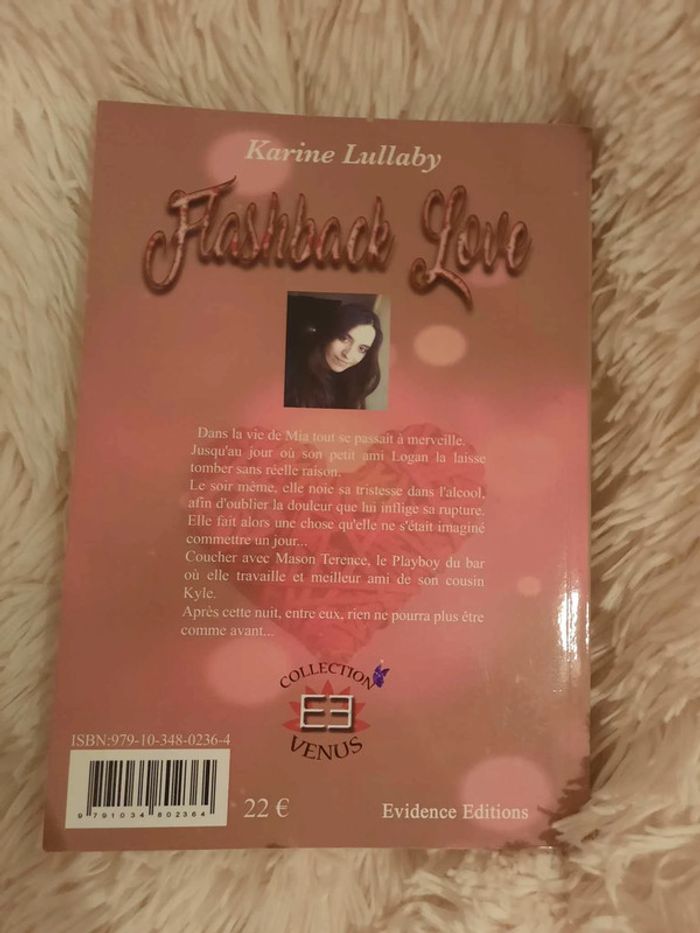 Karine Lullaby
Flashback Love
Dans la vie de Mia tout se passait à merveille.
Jusqu'au jour où son petit ami Logan la laisse
tomber sans réelle raison.
Le soir même, elle noie sa tristesse dans l'alcool,
afin d'oublier la douleur que lui inflige sa rupture.
Elle fait alors une chose qu'elle ne s'était imaginé
commettre un jour...
Coucher avec Mason Terence, le Playboy du bar
où elle travaille et meilleur ami de son cousin
Kyle.
Après cette nuit, entre eux, rien ne pourra plus être
comme avant...
COLLECTION
EE
VENUS
ISBN:979-10-348-0236-4
9 791034 802364
22 €
Evidence Editions